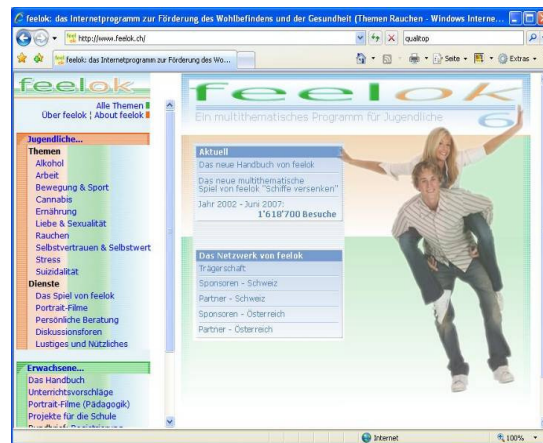 feelok: das Internetprogramm zur Förderung des Wohlbefindens und der Gesundheit (Themen Rauchen - Windows Interne...
http://www.feelok.ch/
qualitop
feelok: das Internetprogramm zur Förderung des Wo...
Seite
Extras
feelok
Alle Themen
Über feelok ¦ About feelok
Jugendliche...
Themen
Alkohol
Arbeit
Bewegung & Sport
Cannabis
Ernährung
Liebe & Sexualität
Rauchen
Selbstvertrauen & Selbstwert
Stress
Suizidalität
Dienste
Das Spiel von feelok
Portrait-Filme
Persönliche Beratung
Diskussionsforen
Lustiges und Nützliches
Erwachsene...
Das Handbuch
Unterrichtsvorschläge
Portrait-Filme (Pädagogik)
Projekte für die Schule
feelok
Ein multithematisches Programm für Jugendliche
6
Aktuell
Das neue Handbuch von feelok
Das neue multithematische
Spiel von feelok "Schiffe versenken"
Jahr 2002 - Juni 2007:
1'618'700 Besuche
Das Netzwerk von feelok
Trägerschaft
Sponsoren - Schweiz
Partner - Schweiz
Sponsoren - Österreich
Partner - Österreich
Internet
100%